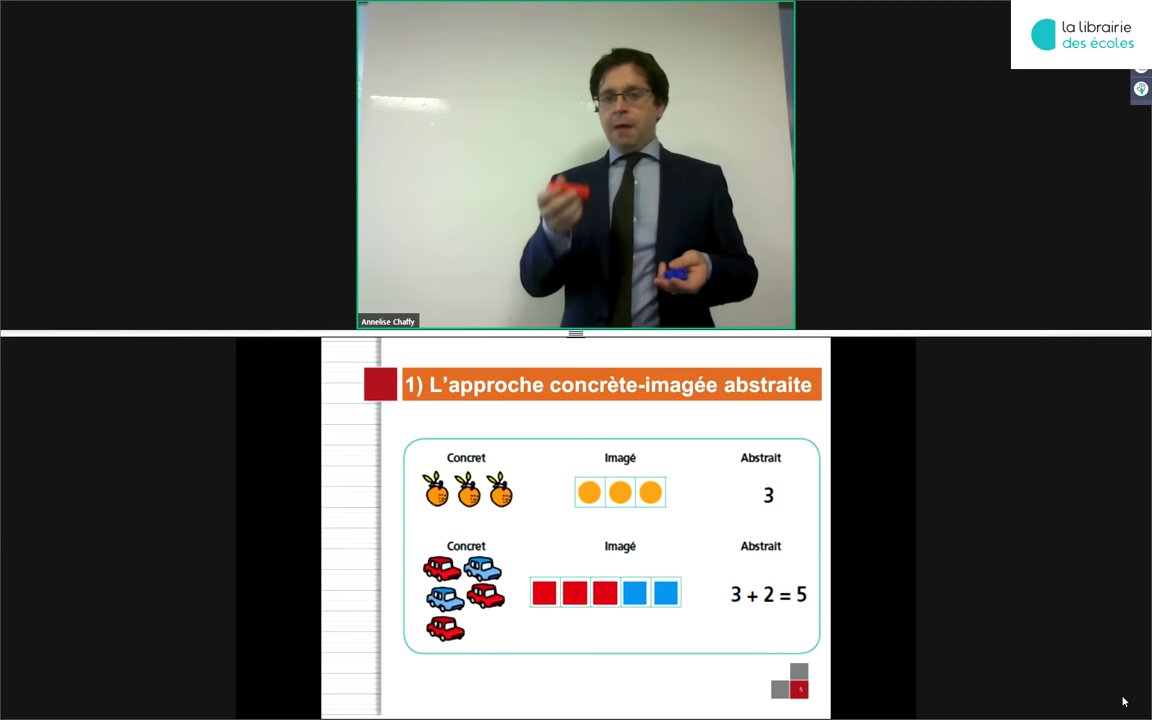 la librairie
des écoles
Annelise Chaffy
1) L’approche concrète-imagée abstraite
Concret Imagé Abstrait
3
Concret Imagé Abstrait
3 + 2 = 5
5